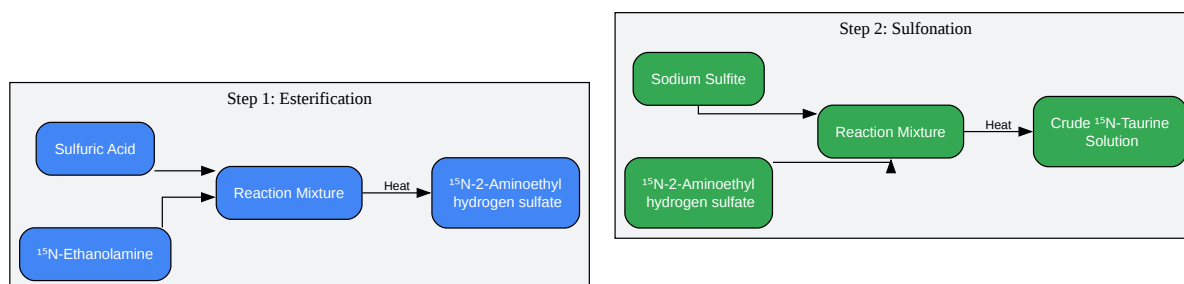 Step 1: Esterification
Sulfuric Acid
¹⁵N-Ethanolamine
Reaction Mixture
Heat
¹⁵N-2-Aminoethyl
hydrogen sulfate
Step 2: Sulfonation
Sodium Sulfite
¹⁵N-2-Aminoethyl
hydrogen sulfate
Reaction Mixture
Heat
Crude ¹⁵N-Taurine
Solution